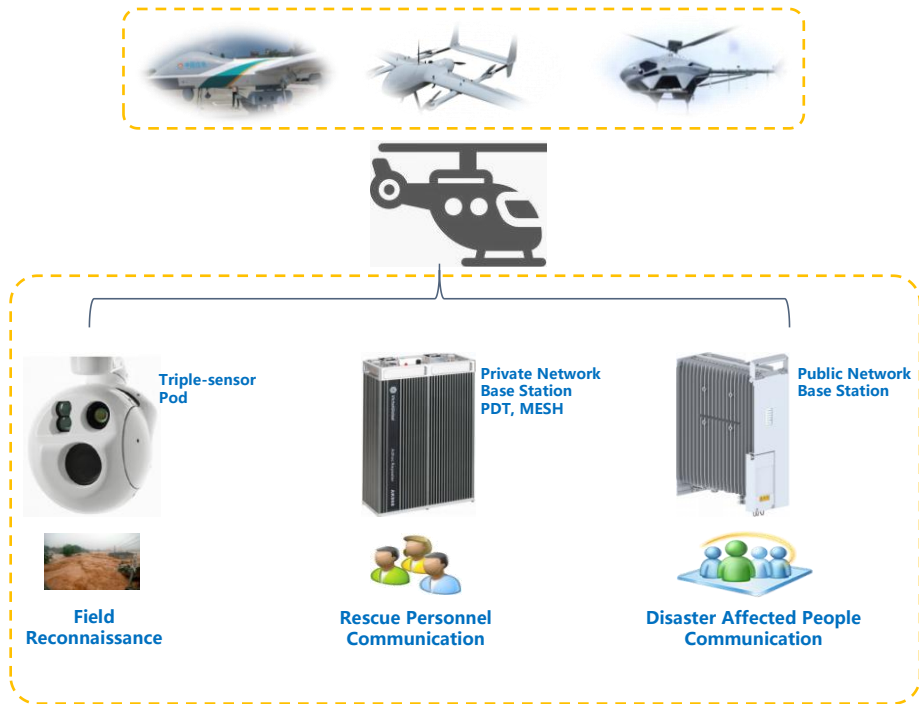 Triple-sensor
Pod
Private Network
Base Station
PDT, MESH
Public Network
Base Station
Field
Reconnaissance
Rescue Personnel
Communication
Disaster Affected People
Communication